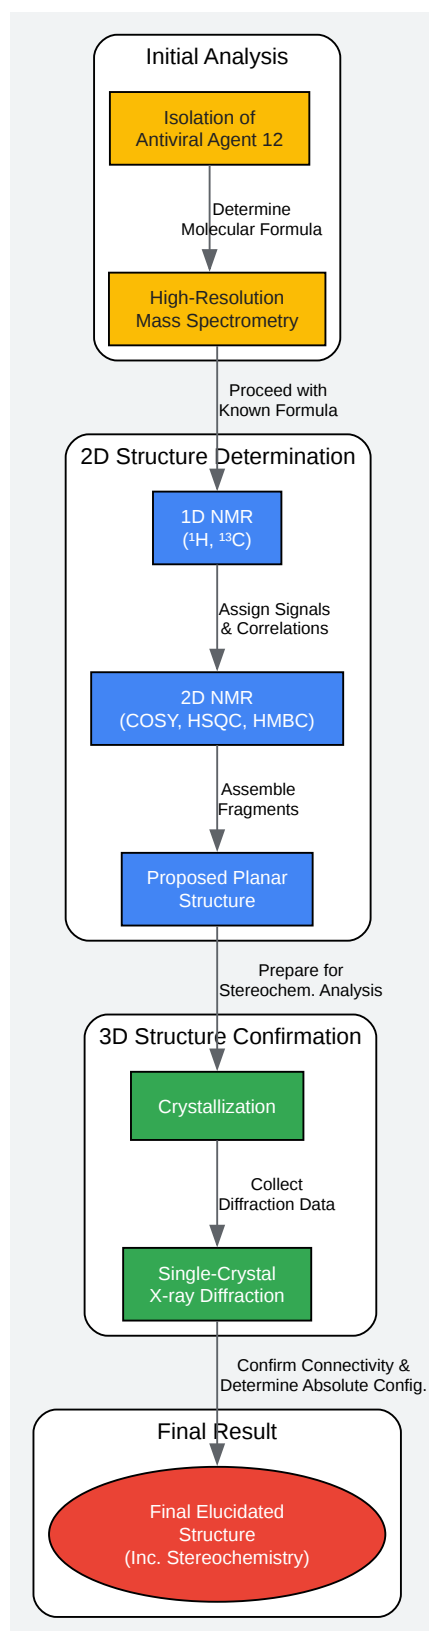 Initial Analysis
Isolation of
Antiviral Agent 12
Determine
Molecular Formula
High-Resolution
Mass Spectrometry
Proceed with
Known Formula
2D Structure Determination
1D NMR
(¹H, ¹³C)
Assign Signals
& Correlations
2D NMR
(COSY, HSQC, HMBC)
Assemble
Fragments
Proposed Planar
Structure
Prepare for
Stereochem. Analysis
3D Structure Confirmation
Crystallization
Collect
Diffraction Data
Single-Crystal
X-ray Diffraction
Confirm Connectivity &
Determine Absolute Config.
Final Result
Final Elucidated
Structure
(Inc. Stereochemistry)